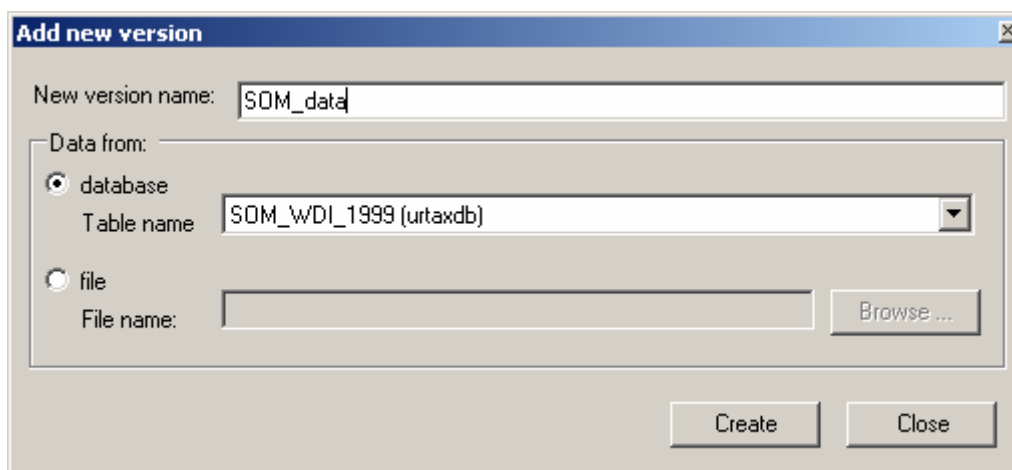 Add new version
New version name: SOM_data
Data from:
database
Table name SOM_WDI_1999 (urtaxdb)
file
File name: Browse ...
Create Close